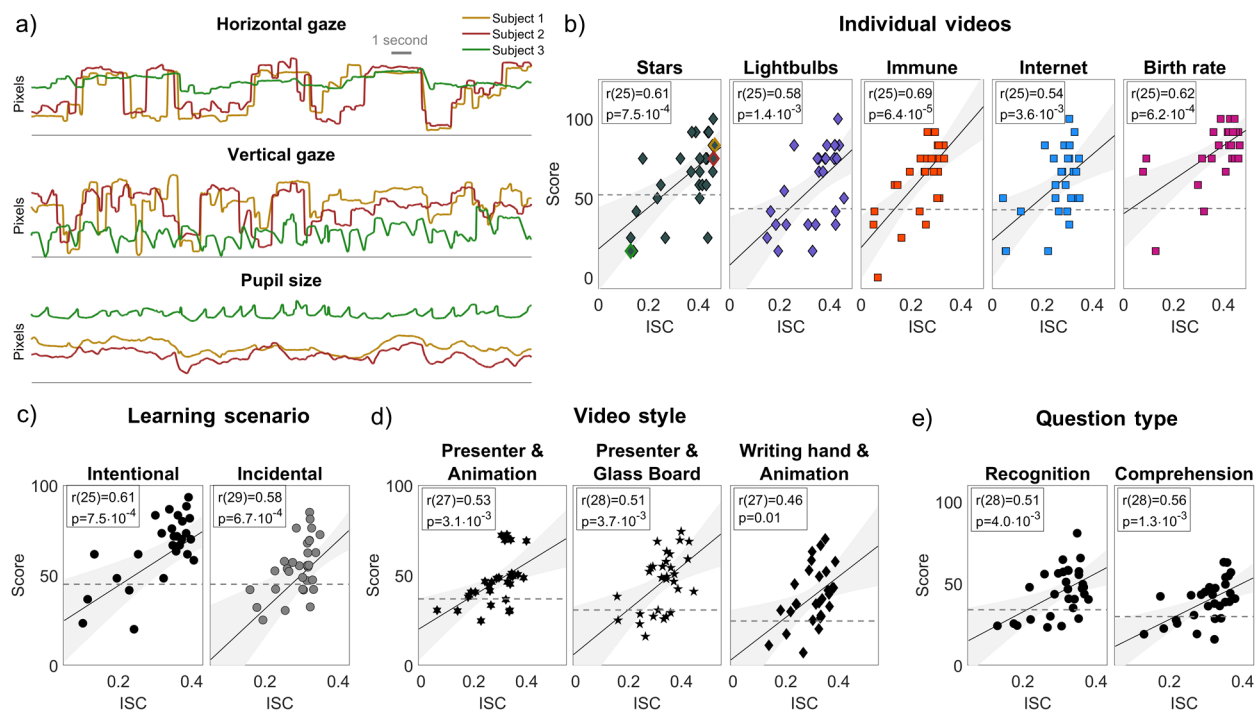 a)
Horizontal gaze
Subject 1
Subject 2
Subject 3
1 second
Pixels
Vertical gaze
Pixels
Pupil size
Pixels
b)
Individual videos
Stars
Lightbulbs
Immune
Internet
Birth rate
r(25)=0.61
p=7.5·10⁻⁴
r(25)=0.58
p=1.4·10⁻³
r(25)=0.69
p=6.4·10⁻⁵
r(25)=0.54
p=3.6·10⁻³
r(25)=0.62
p=6.2·10⁻⁴
Score
100
50
0
0 0.2 0.4
0 0.2 0.4
0 0.2 0.4
0 0.2 0.4
0 0.2 0.4
ISC
ISC
ISC
ISC
ISC
c)
Learning scenario
Intentional
Incidental
r(25)=0.61
p=7.5·10⁻⁴
r(29)=0.58
p=6.7·10⁻⁴
Score
100
50
0
0.2 0.4
0.2 0.4
ISC
ISC
d)
Video style
Presenter &
Animation
Presenter &
Glass Board
Writing hand &
Animation
r(27)=0.53
p=3.1·10⁻³
r(28)=0.51
p=3.7·10⁻³
r(27)=0.46
p=0.01
Score
100
50
0
0 0.2 0.4
0 0.2 0.4
0 0.2 0.4
ISC
ISC
ISC
e)
Question type
Recognition
Comprehension
r(28)=0.51
p=4.0·10⁻³
r(28)=0.56
p=1.3·10⁻³
Score
100
50
0
0.2 0.4
0.2 0.4
ISC
ISC